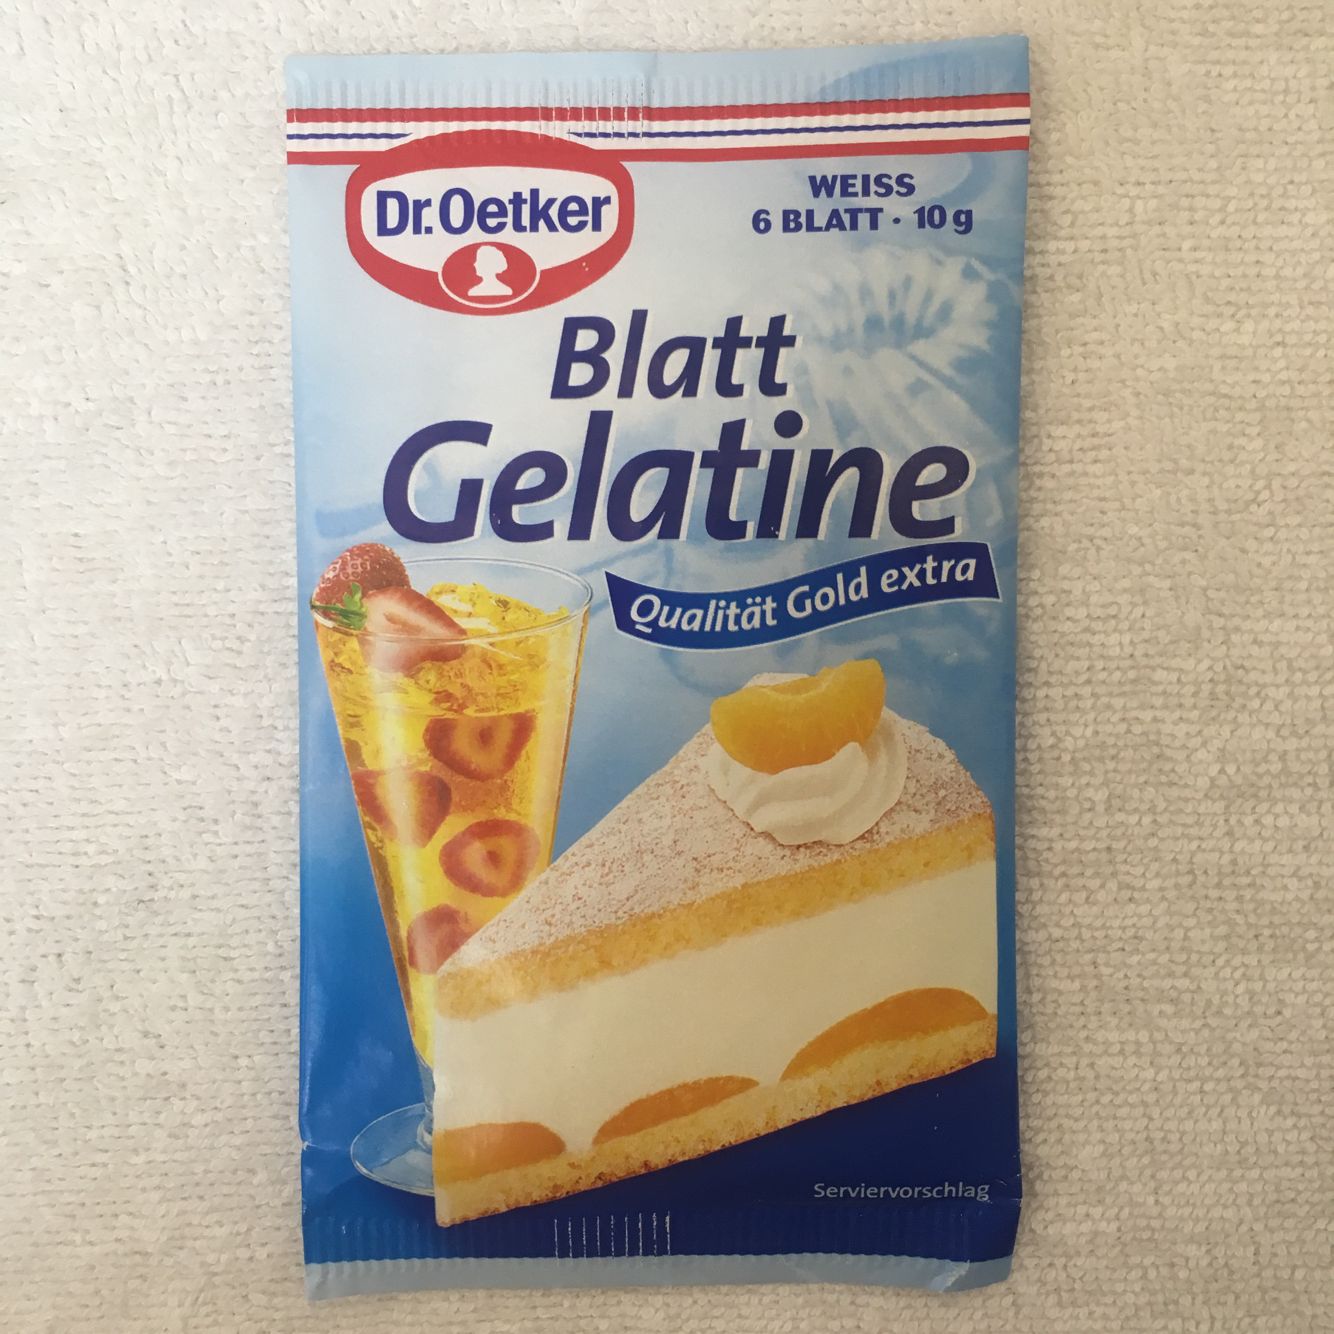 Dr.Oetker
WEISS
6 BLATT · 10 g
Blatt
Gelatine
Qualität Gold extra
Serviervorschlag